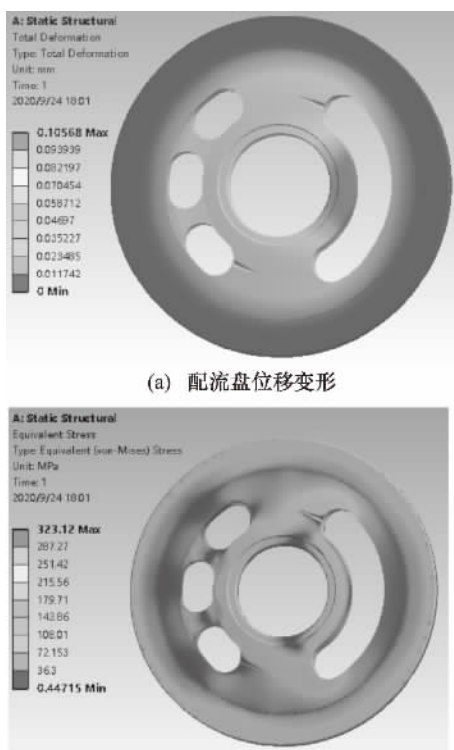 A: Static Structural
Total Deformation
Type: Total Deformation
Unit: mm
Time: 1
2020/9/24 18:01
0.10568 Max
0.093939
0.082197
0.070454
0.058712
0.04697
0.035227
0.023485
0.011742
0 Min
(a) 配流盘位移变形
A: Static Structural
Equivalent Stress
Type: Equivalent (von-Mises) Stress
Unit: MPa
Time: 1
2020/9/24 18:01
323.12 Max
287.27
251.42
215.56
179.71
143.86
108.01
72.153
36.3
0.44715 Min